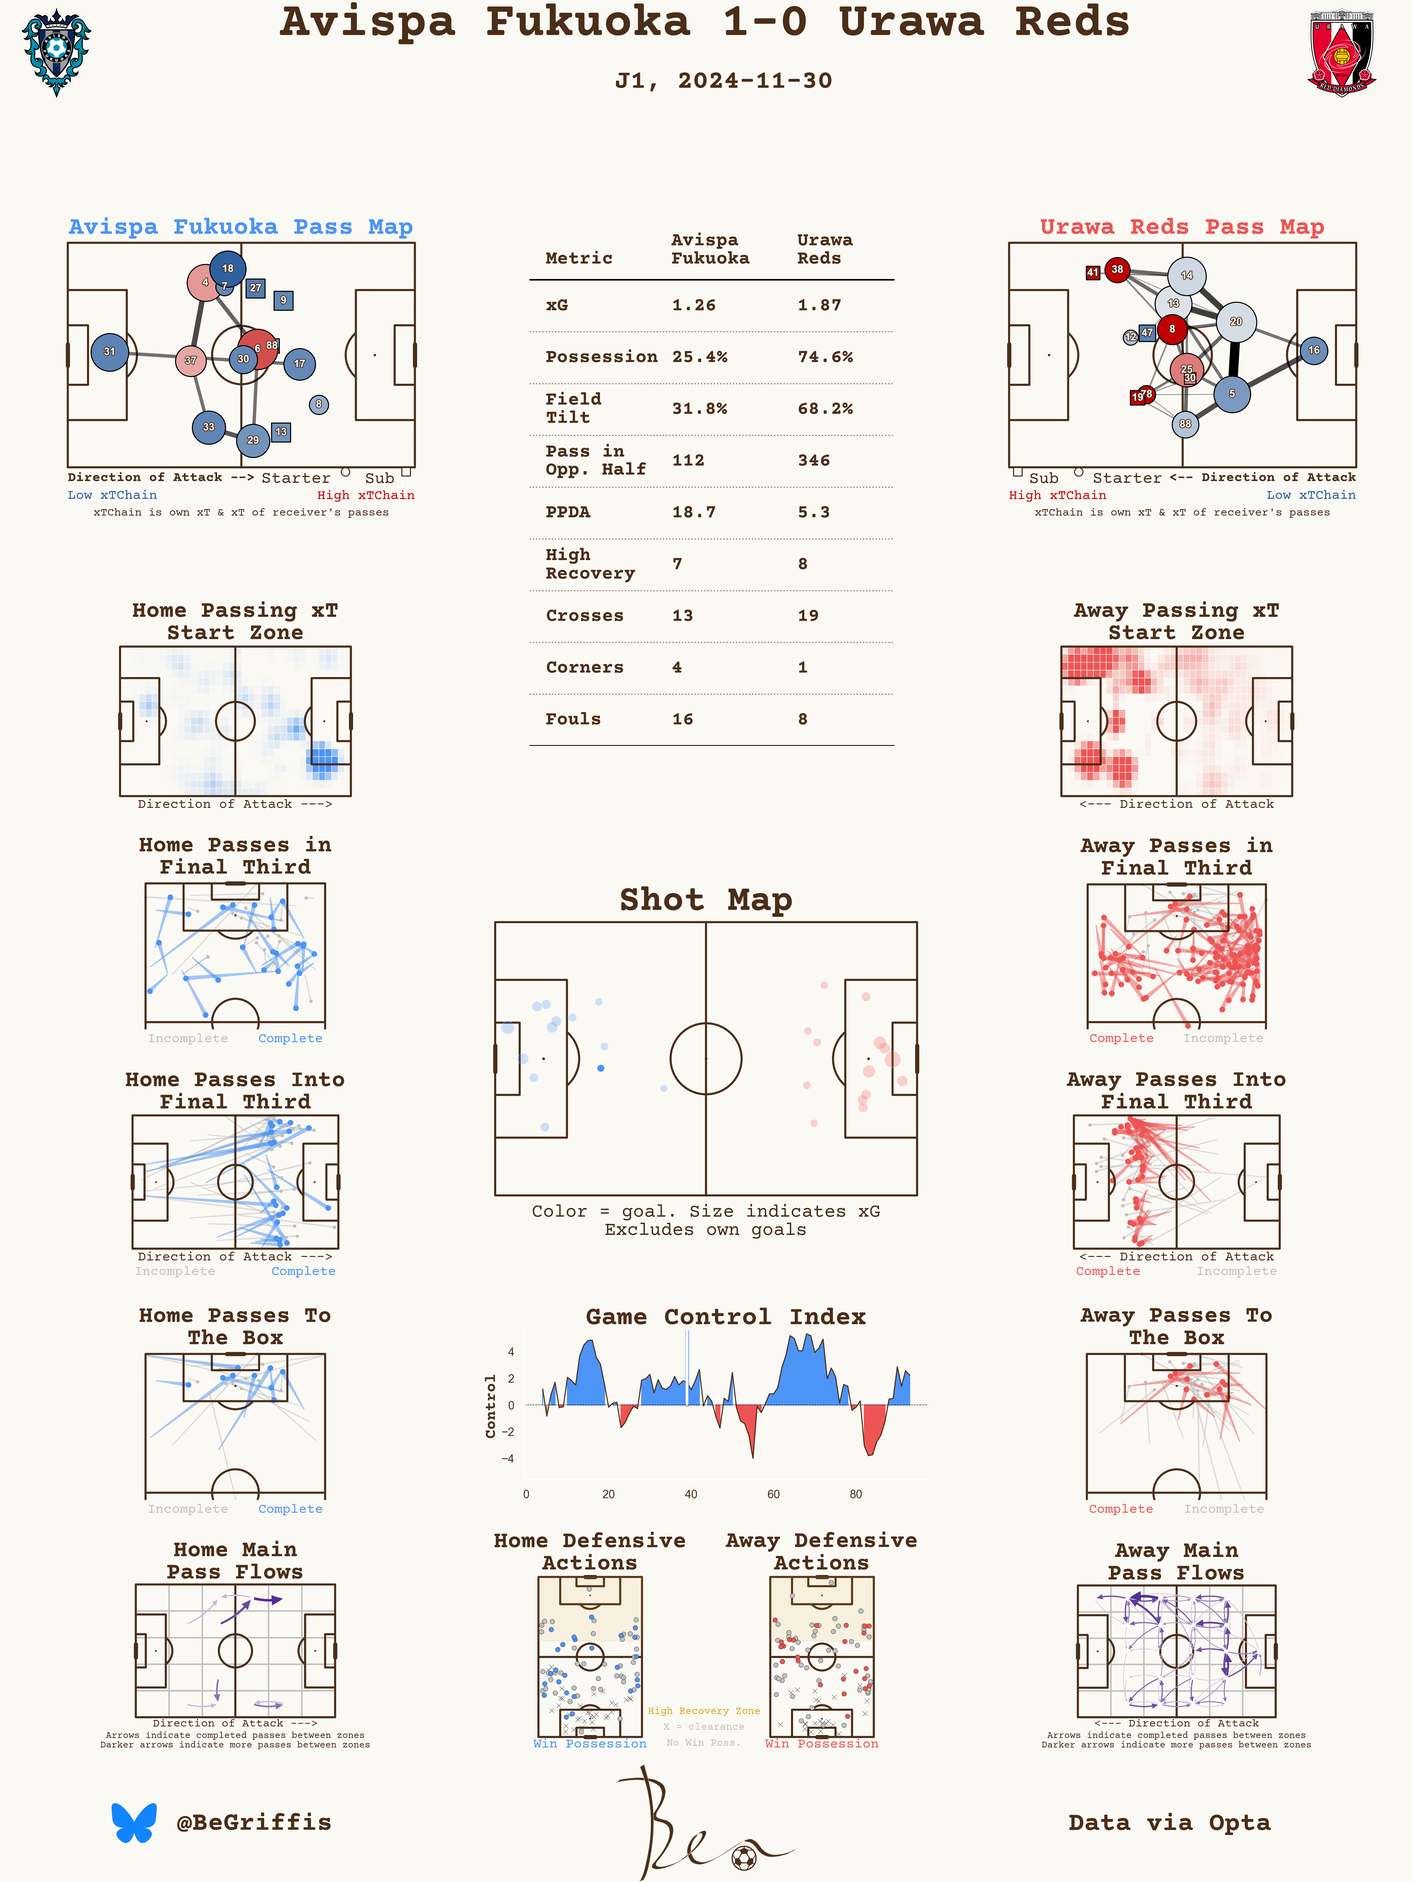 Avispa Fukuoka 1-0 Urawa Reds
J1, 2024-11-30
URAWA
RED DIAMONDS
Avispa Fukuoka Pass Map
18
4
7
27
9
31
37
30
6
88
17
8
33
29
13
Direction of Attack --> Starter Sub
Low xTChain High xTChain
xTChain is own xT & xT of receiver's passes
Metric Avispa Fukuoka Urawa Reds
xG 1.26 1.87
Possession 25.4% 74.6%
Field Tilt 31.8% 68.2%
Pass in Opp. Half 112 346
PPDA 18.7 5.3
High Recovery 7 8
Crosses 13 19
Corners 4 1
Fouls 16 8
Urawa Reds Pass Map
41
38
14
13
12
47
8
20
16
25
30
19
78
5
88
Sub Starter <-- Direction of Attack
High xTChain Low xTChain
xTChain is own xT & xT of receiver's passes
Home Passing xT
Start Zone
Direction of Attack --->
Away Passing xT
Start Zone
<--- Direction of Attack
Home Passes in
Final Third
Incomplete Complete
Away Passes in
Final Third
Complete Incomplete
Shot Map
Color = goal. Size indicates xG
Excludes own goals
Home Passes Into
Final Third
Direction of Attack --->
Incomplete Complete
Away Passes Into
Final Third
<--- Direction of Attack
Complete Incomplete
Home Passes To
The Box
Incomplete Complete
Game Control Index
Control
4
2
0
−2
−4
0 20 40 60 80
Away Passes To
The Box
Complete Incomplete
Home Main
Pass Flows
Direction of Attack --->
Arrows indicate completed passes between zones
Darker arrows indicate more passes between zones
Home Defensive
Actions
Win Possession
Away Defensive
Actions
Win Possession
High Recovery Zone
X = clearance
No Win Poss.
Away Main
Pass Flows
<--- Direction of Attack
Arrows indicate completed passes between zones
Darker arrows indicate more passes between zones
@BeGriffis
Ben
Data via Opta